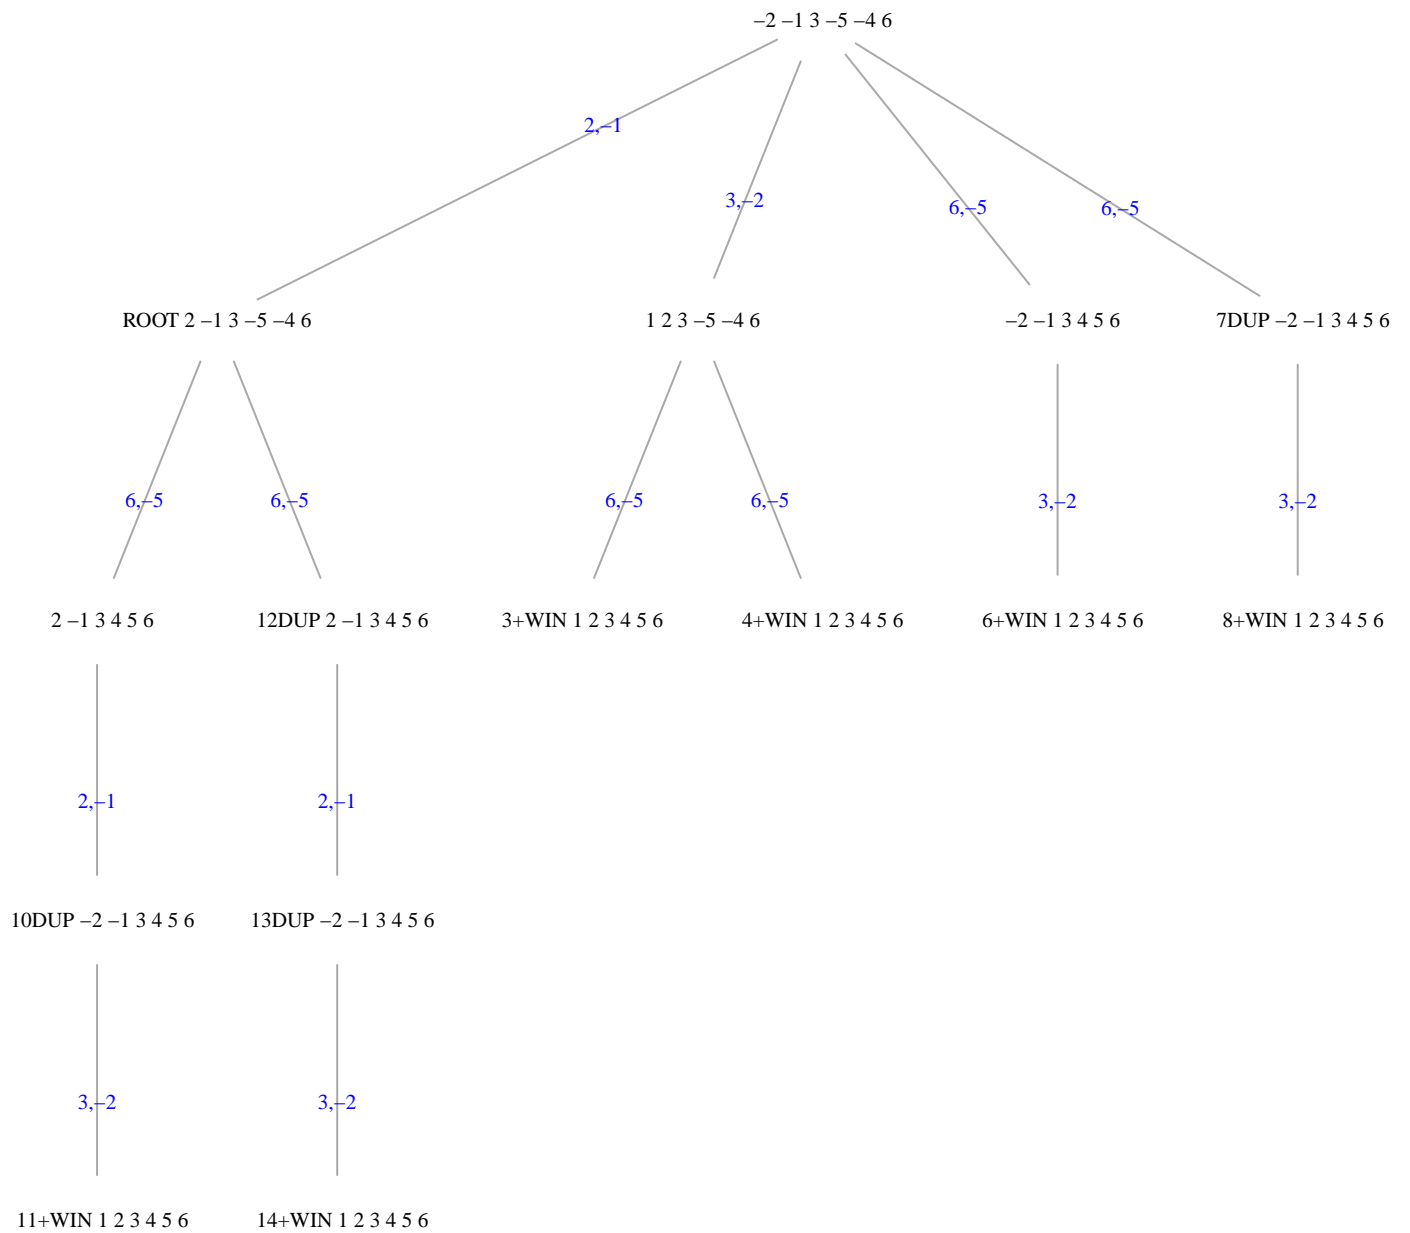 –2 –1 3 –5 –4 6
2,–1
3,–2
6,–5
6,–5
ROOT 2 –1 3 –5 –4 6
1 2 3 –5 –4 6
–2 –1 3 4 5 6
7DUP –2 –1 3 4 5 6
6,–5
6,–5
6,–5
6,–5
3,–2
3,–2
2 –1 3 4 5 6
12DUP 2 –1 3 4 5 6
3+WIN 1 2 3 4 5 6
4+WIN 1 2 3 4 5 6
6+WIN 1 2 3 4 5 6
8+WIN 1 2 3 4 5 6
2,–1
2,–1
10DUP –2 –1 3 4 5 6
13DUP –2 –1 3 4 5 6
3,–2
3,–2
11+WIN 1 2 3 4 5 6
14+WIN 1 2 3 4 5 6